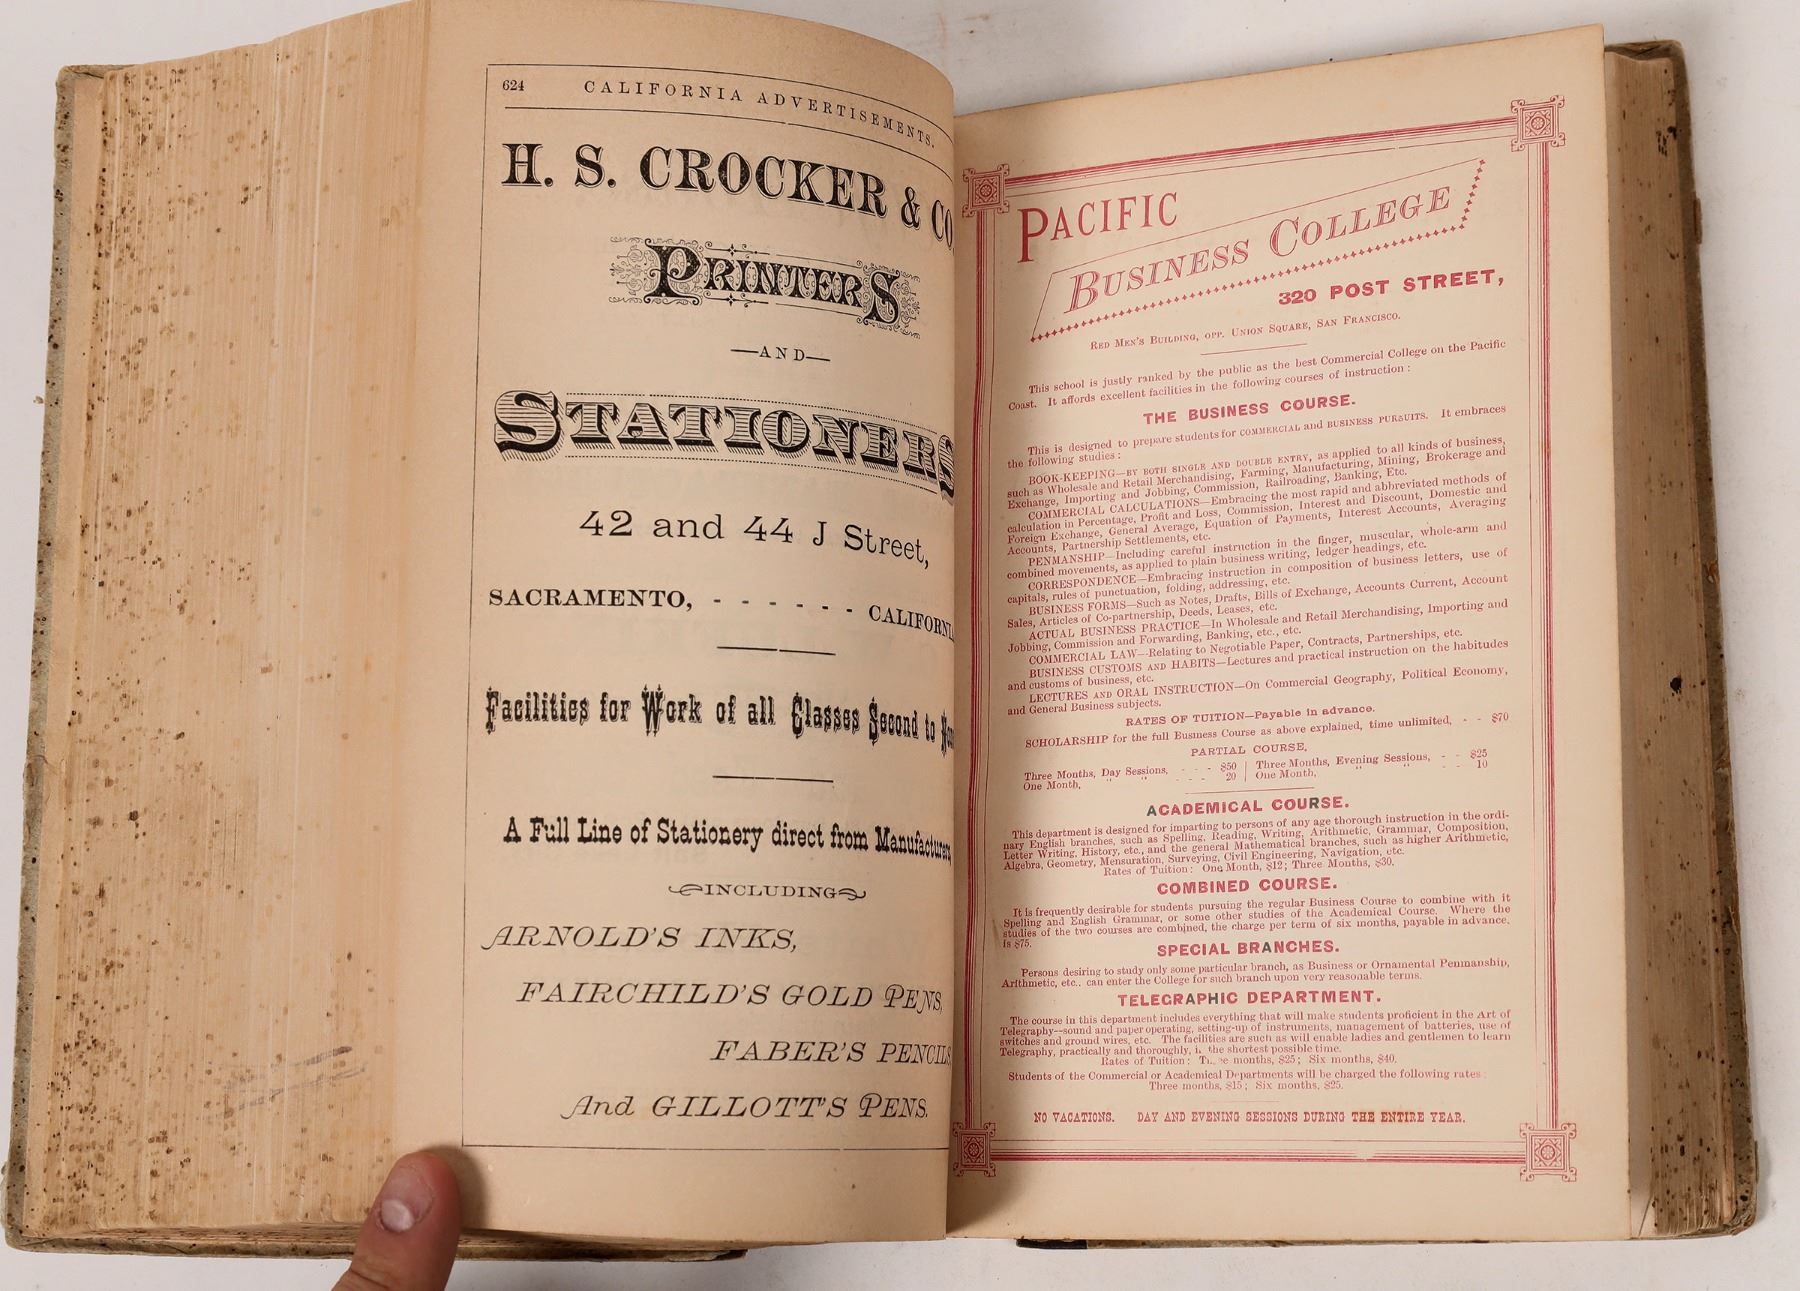 624 CALIFORNIA ADVERTISEMENTS.
H. S. CROCKER & CO.
PRINTERS
—AND—
STATIONERS
42 and 44 J Street,
SACRAMENTO, - - - - - - CALIFORNIA
Facilities for Work of all Classes Second to
A Full Line of Stationery direct from Manufacturers
INCLUDING
ARNOLD'S INKS,
FAIRCHILD'S GOLD PENS,
FABER'S PENCILS,
And GILLOTT'S PENS.
PACIFIC
BUSINESS COLLEGE
320 POST STREET,
RED MEN'S BUILDING, OPP. UNION SQUARE, SAN FRANCISCO.
This school is justly ranked by the public as the best Commercial College on the Pacific
Coast. It affords excellent facilities in the following courses of instruction:
THE BUSINESS COURSE.
This is designed to prepare students for COMMERCIAL and BUSINESS PURSUITS. It embraces
the following studies:
BOOK-KEEPING—BY BOTH SINGLE AND DOUBLE ENTRY, as applied to all kinds of business,
such as Wholesale and Retail Merchandising, Farming, Manufacturing, Mining, Brokerage and
Exchange, Importing and Jobbing, Commission, Railroading, Banking, Etc.
COMMERCIAL CALCULATIONS—Embracing the most rapid and abbreviated methods of
calculation in Percentage, Profit and Loss, Commission, Interest and Discount, Domestic and
Foreign Exchange, General Average, Equation of Payments, Interest Accounts, Averaging
Accounts, Partnership Settlements, etc.
PENMANSHIP—Including careful instruction in the finger, muscular, whole-arm and
combined movements, as applied to plain business writing, ledger headings, etc.
CORRESPONDENCE—Embracing instruction in composition of business letters, use of
capitals, rules of punctuation, folding, addressing, etc.
BUSINESS FORMS—Such as Notes, Drafts, Bills of Exchange, Accounts Current, Account
Sales, Articles of Co-partnership, Deeds, Leases, etc.
ACTUAL BUSINESS PRACTICE—In Wholesale and Retail Merchandising, Importing and
Jobbing, Commission and Forwarding, Banking, etc., etc.
COMMERCIAL LAW—Relating to Negotiable Paper, Contracts, Partnerships, etc.
BUSINESS CUSTOMS AND HABITS—Lectures and practical instruction on the habitudes
and customs of business, etc.
LECTURES AND ORAL INSTRUCTION—On Commercial Geography, Political Economy,
and General Business subjects.
RATES OF TUITION—Payable in advance.
SCHOLARSHIP for the full Business Course as above explained, time unlimited, - - $70
PARTIAL COURSE.
Three Months, Day Sessions, - - - $50 | Three Months, Evening Sessions, - - $25
One Month, " " - - - 20 | One Month, " " - - 10
ACADEMICAL COURSE.
This department is designed for imparting to persons of any age thorough instruction in the ordi-
nary English branches, such as Spelling, Reading, Writing, Arithmetic, Grammar, Composition,
Letter Writing, History, etc., and the general Mathematical branches, such as higher Arithmetic,
Algebra, Geometry, Mensuration, Surveying, Civil Engineering, Navigation, etc.
Rates of Tuition: One Month, $12; Three Months, $30.
COMBINED COURSE.
It is frequently desirable for students pursuing the regular Business Course to combine with it
Spelling and English Grammar, or some other studies of the Academical Course. Where the
studies of the two courses are combined, the charge per term of six months, payable in advance,
is $75.
SPECIAL BRANCHES.
Persons desiring to study only some particular branch, as Business or Ornamental Penmanship,
Arithmetic, etc., can enter the College for such branch upon very reasonable terms.
TELEGRAPHIC DEPARTMENT.
The course in this department includes everything that will make students proficient in the Art of
Telegraphy—sound and paper operating, setting-up of instruments, management of batteries, use of
switches and ground wires, etc. The facilities are such as will enable ladies and gentlemen to learn
Telegraphy, practically and thoroughly, in the shortest possible time.
Rates of Tuition: Three months, $25; Six months, $40.
Students of the Commercial or Academical Departments will be charged the following rates:
Three months, $15; Six months, $25.
NO VACATIONS. DAY AND EVENING SESSIONS DURING THE ENTIRE YEAR.